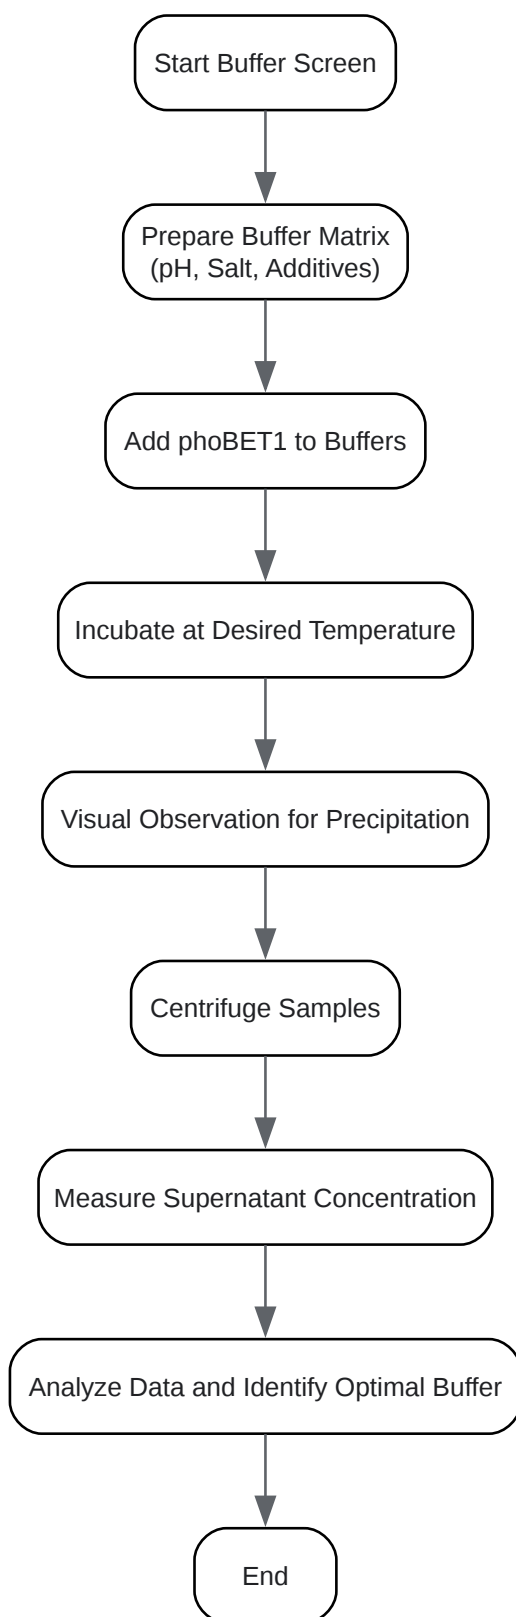 Start Buffer Screen
Prepare Buffer Matrix
(pH, Salt, Additives)
Add phoBET1 to Buffers
Incubate at Desired Temperature
Visual Observation for Precipitation
Centrifuge Samples
Measure Supernatant Concentration
Analyze Data and Identify Optimal Buffer
End